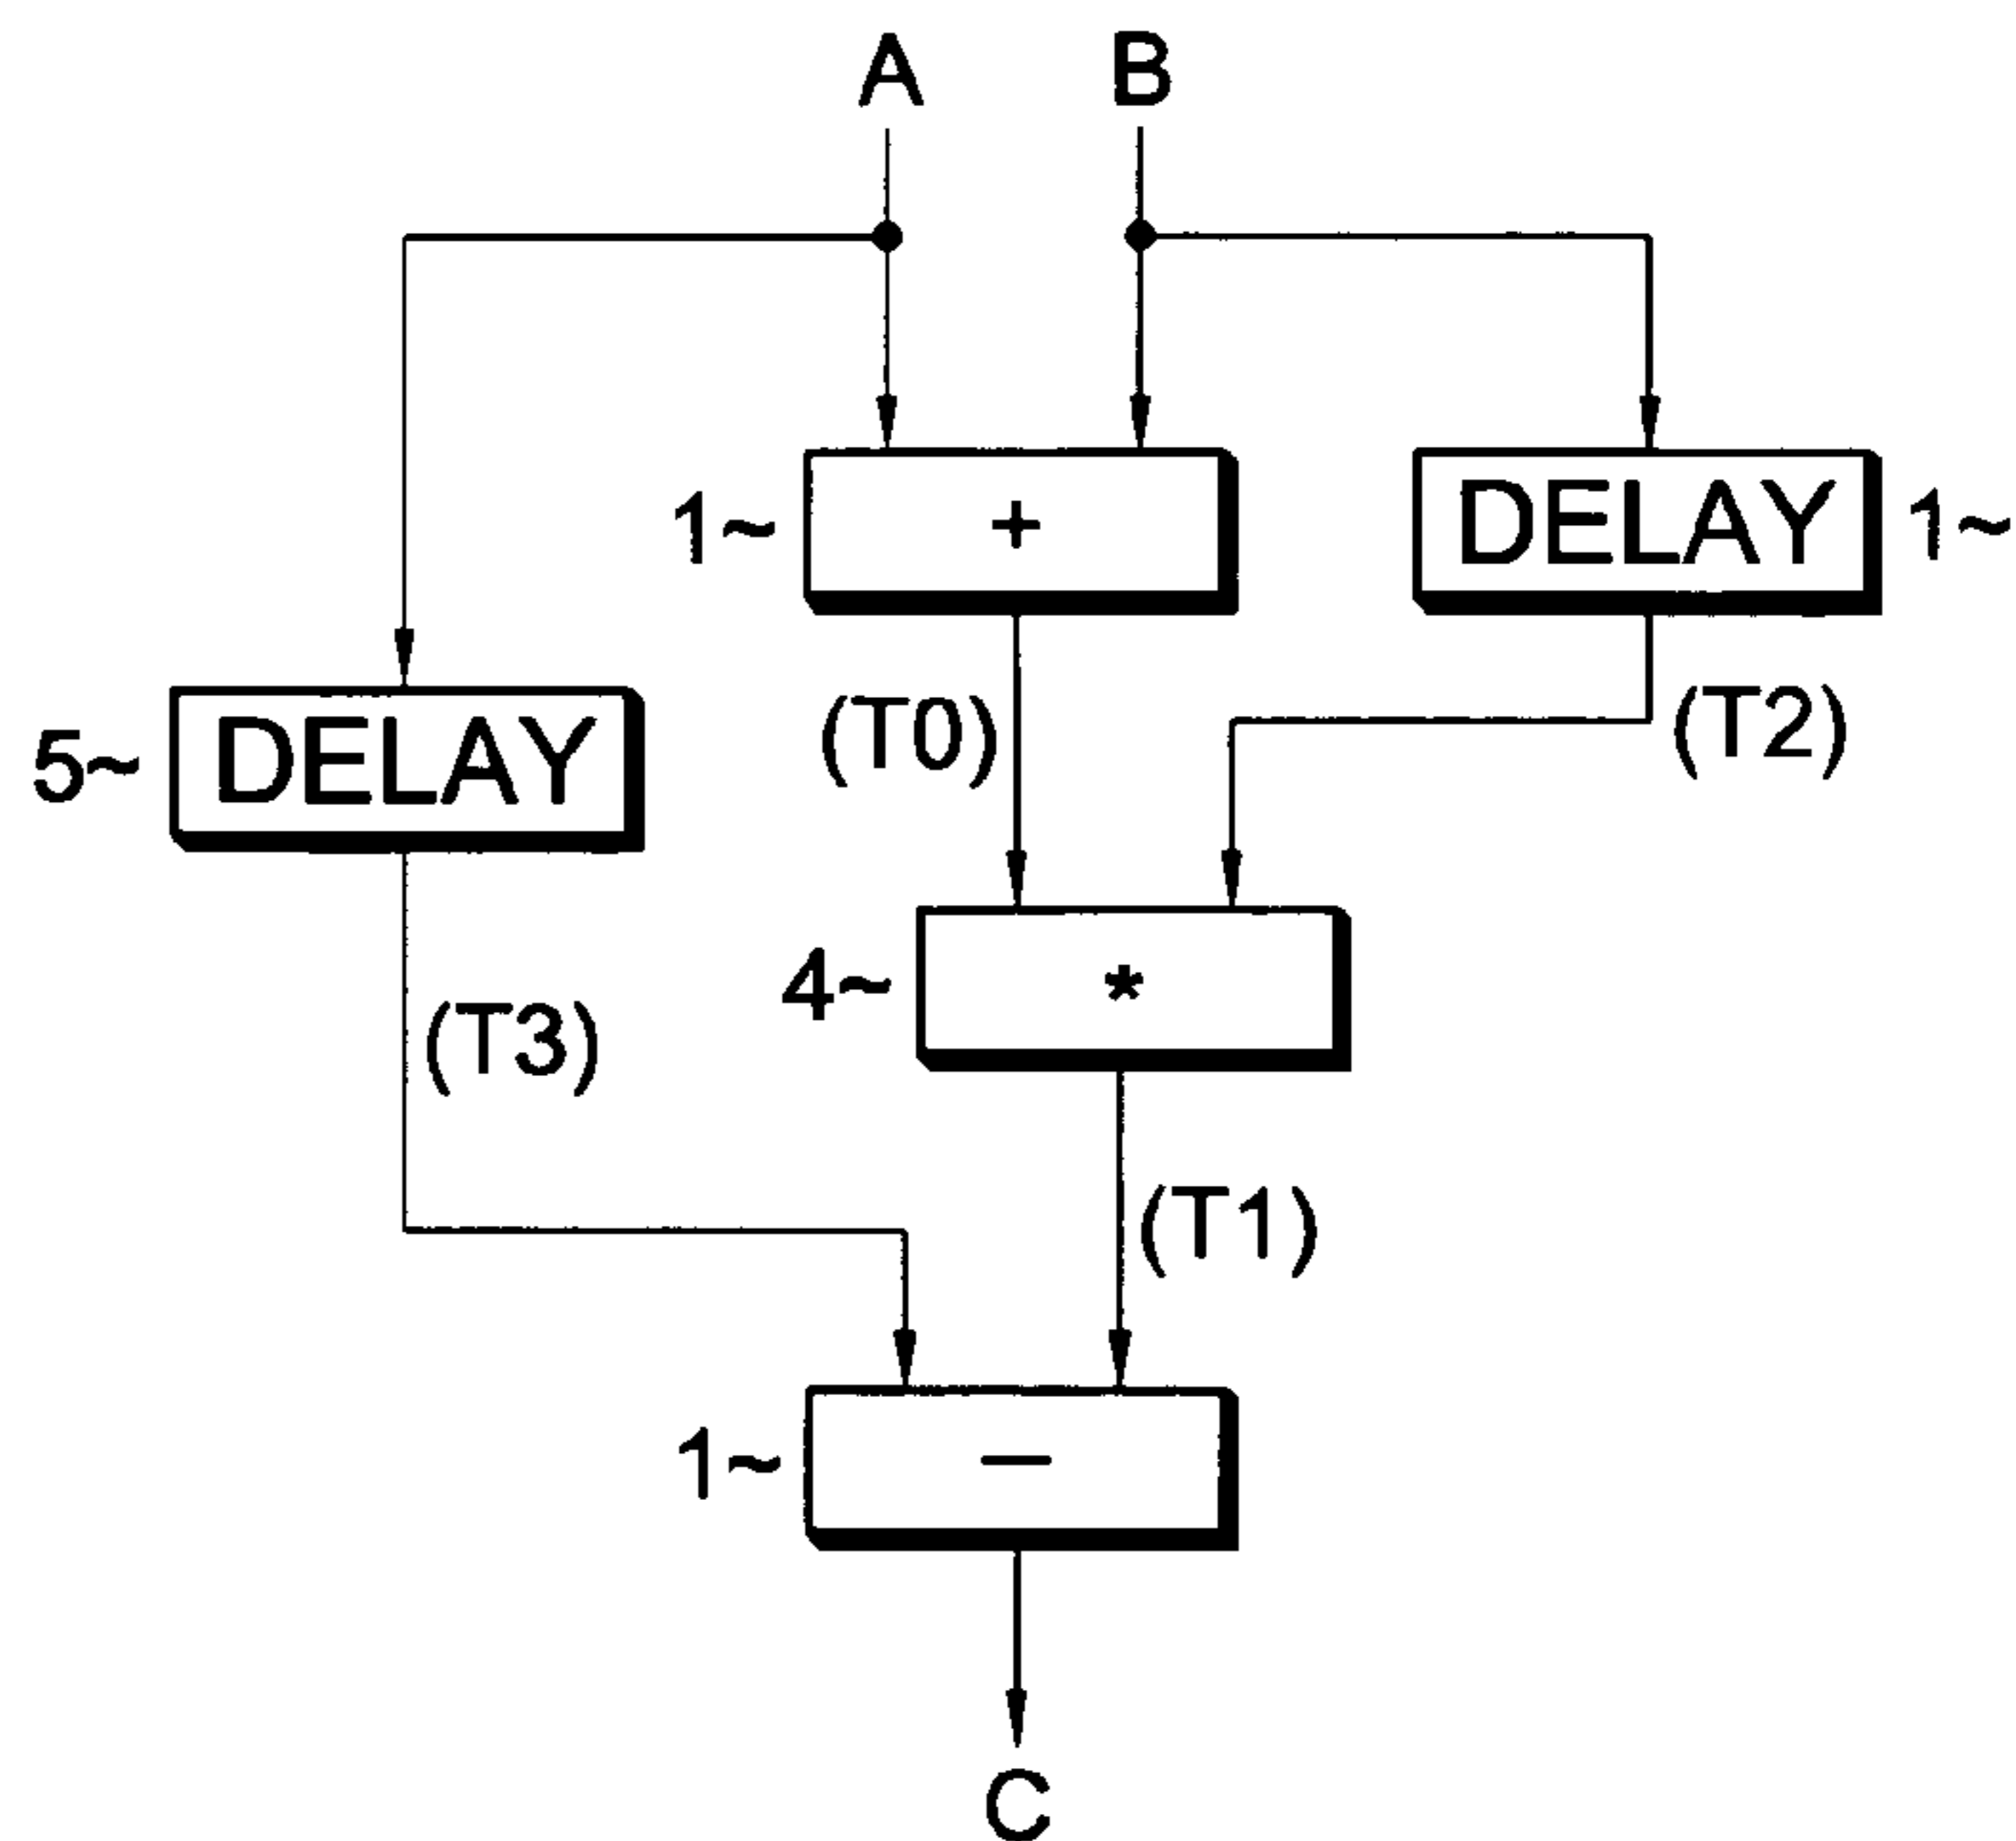 A B
1~ + DELAY 1~
5~ DELAY (T0) (T2)
4~ *
(T3)
(T1)
1~ −
C